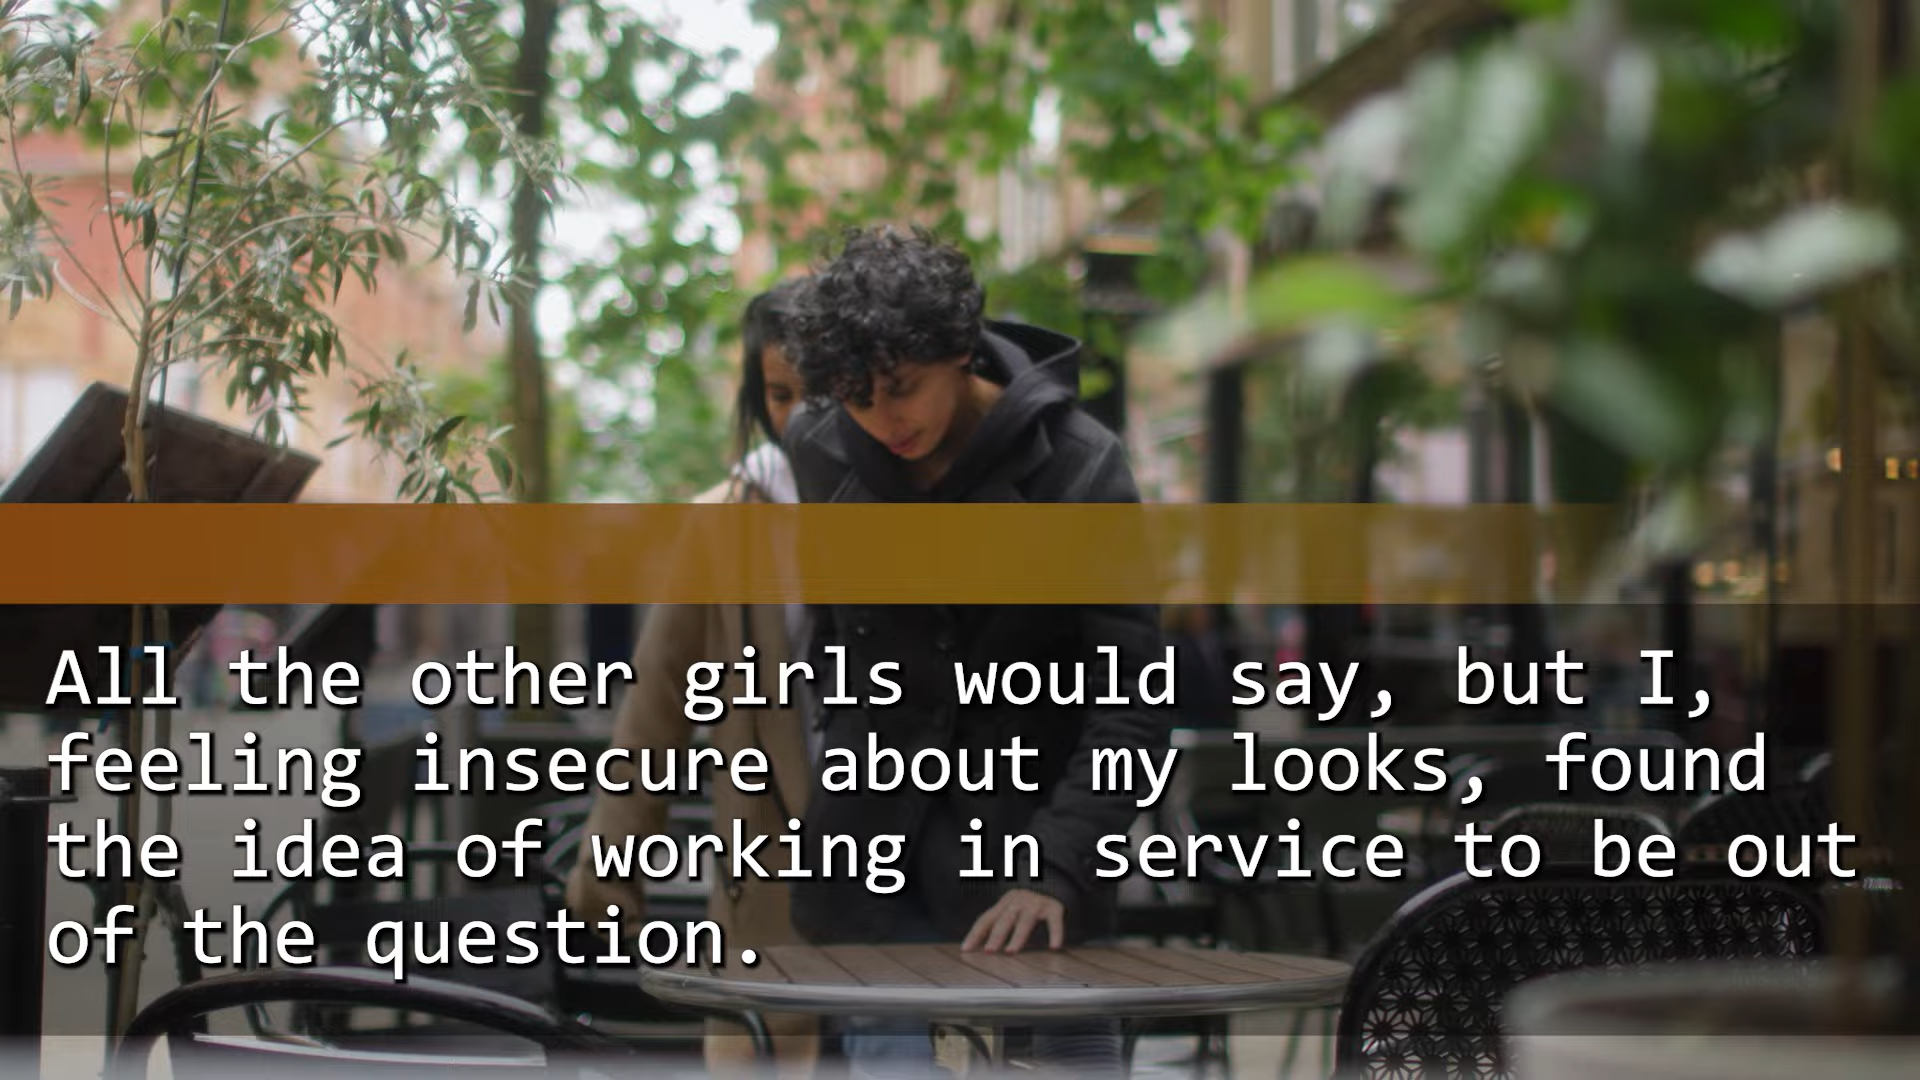 All the other girls would say, but I,
feeling insecure about my looks, found
the idea of working in service to be out
of the question.